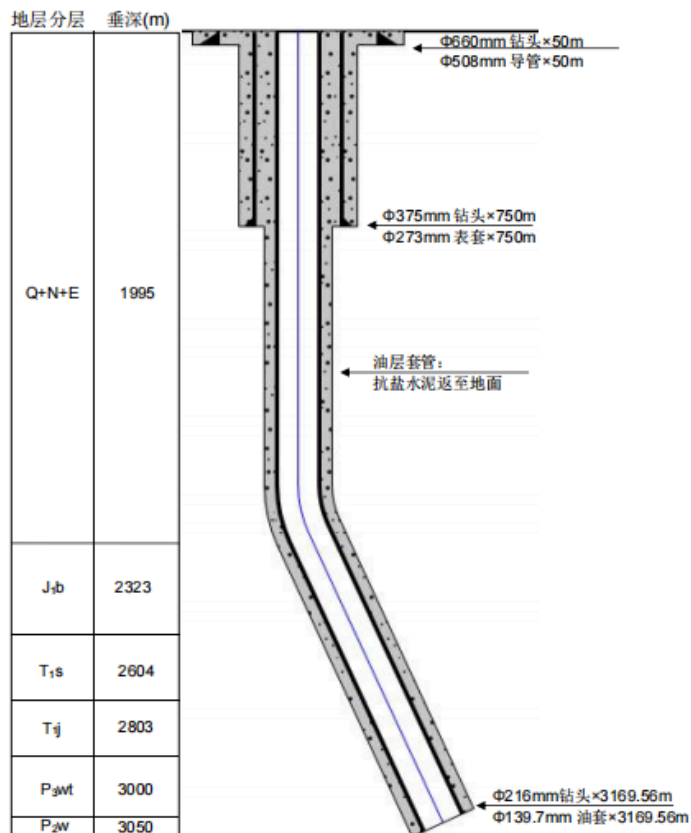 地层分层 垂深(m)
Φ660mm 钻头×50m
Φ508mm 导管×50m
Φ375mm 钻头×750m
Φ273mm 表套×750m
Q+N+E 1995
油层套管:
抗盐水泥返至地面
J₁b 2323
T₁s 2604
T₁j 2803
P₃wt 3000
Φ216mm钻头×3169.56m
Φ139.7mm 油套×3169.56m
P₂w 3050